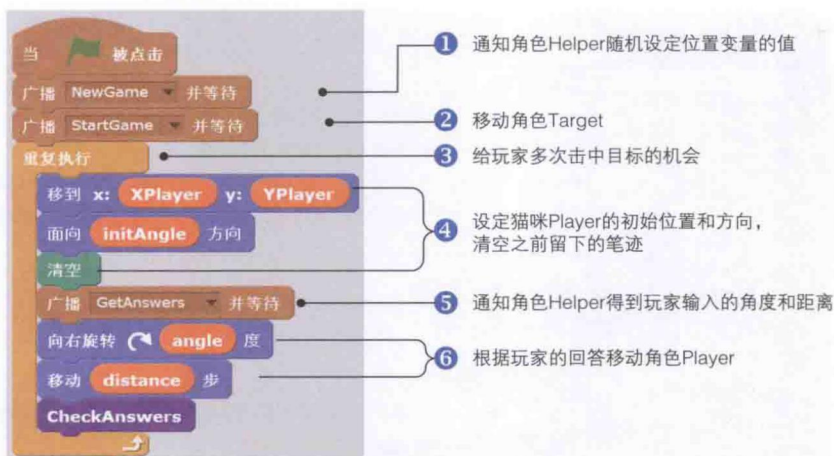 当 被点击
广播 NewGame 并等待
广播 StartGame 并等待
重复执行
移到 x: XPlayer y: YPlayer
面向 initAngle 方向
清空
广播 GetAnswers 并等待
向右旋转 angle 度
移动 distance 步
CheckAnswers
1 通知角色Helper随机设定位置变量的值
2 移动角色Target
3 给玩家多次击中目标的机会
4 设定猫咪Player的初始位置和方向，
清空之前留下的笔迹
5 通知角色Helper得到玩家输入的角度和距离
6 根据玩家的回答移动角色Player